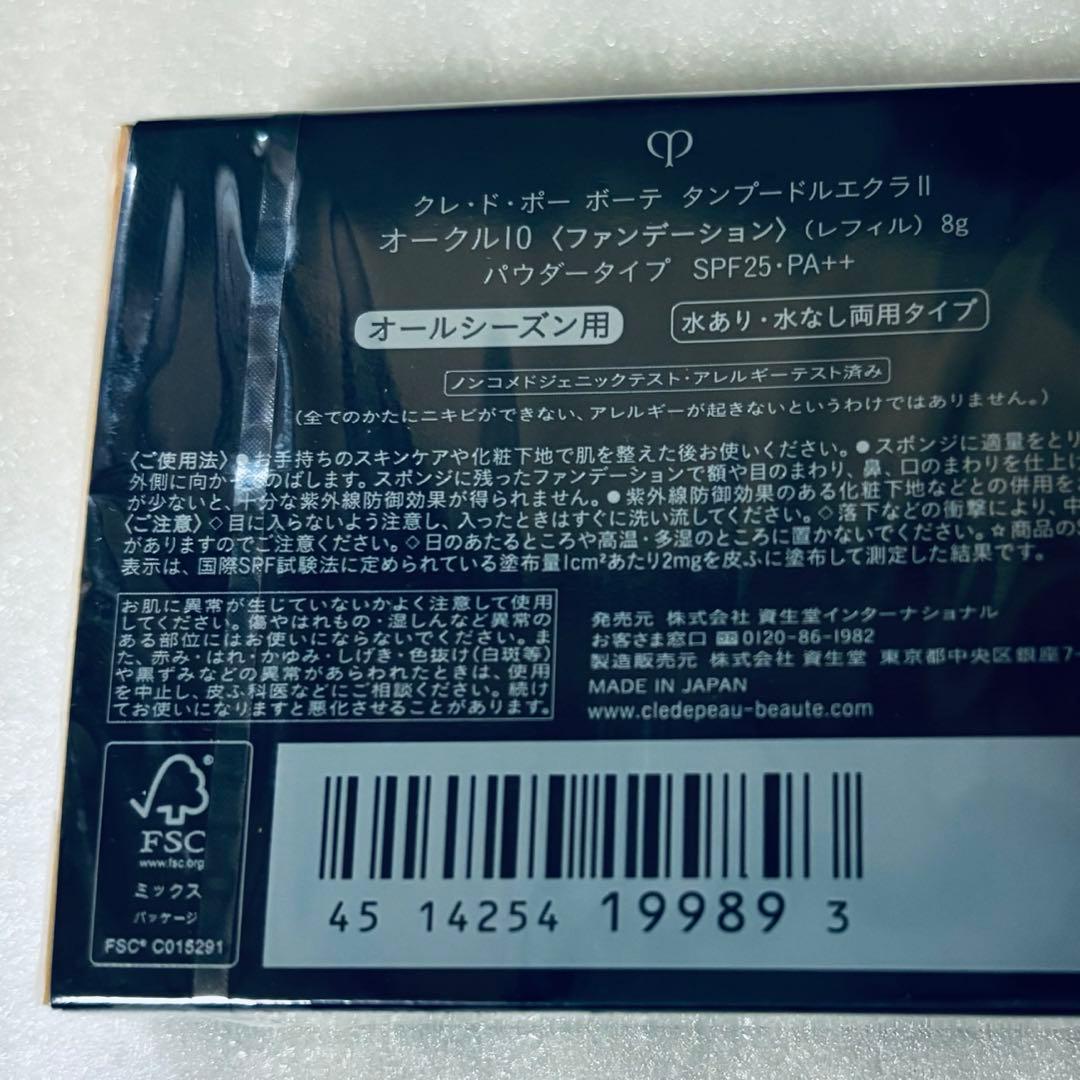 クレ・ド・ポー ボーテ タンプードルエクラⅡ
オークル10〈ファンデーション〉(レフィル) 8g
パウダータイプ SPF25・PA++
オールシーズン用
水あり・水なし両用タイプ
ノンコメドジェニックテスト・アレルギーテスト済み
(全てのかたにニキビができない、アレルギーが起きないというわけではありません。)
〈ご使用法〉●お手持ちのスキンケアや化粧下地で肌を整えた後お使いください。●スポンジに適量をとり
外側に向かってのばします。スポンジに残ったファンデーションで額や目のまわり、鼻、口のまわりを仕上げ
が少ないと、十分な紫外線防御効果が得られません。●紫外線防御効果のある化粧下地などとの併用を
〈ご注意〉◇目に入らないよう注意し、入ったときはすぐに洗い流してください。◇落下などの衝撃により、中
がありますのでご注意ください。◇日のあたるところや高温・多湿のところに置かないでください。☆商品の
表示は、国際SPF試験法に定められている塗布量1cm²あたり2mgを皮ふに塗布して測定した結果です。
お肌に異常が生じていないかよく注意して使用
してください。傷やはれもの・湿しんなど異常の
ある部位にはお使いにならないでください。ま
た、赤み・はれ・かゆみ・しげき・色抜け(白斑等)
や黒ずみなどの異常があらわれたときは、使用
を中止し、皮ふ科医などにご相談ください。続け
てお使いになりますと悪化させることがあります。
発売元 株式会社 資生堂インターナショナル
お客さま窓口 0120-86-1982
製造販売元 株式会社 資生堂 東京都中央区銀座7-
MADE IN JAPAN
www.cledepeau-beaute.com
FSC
www.fsc.org
ミックス
パッケージ
FSC® C015291
45 14254 19989 3